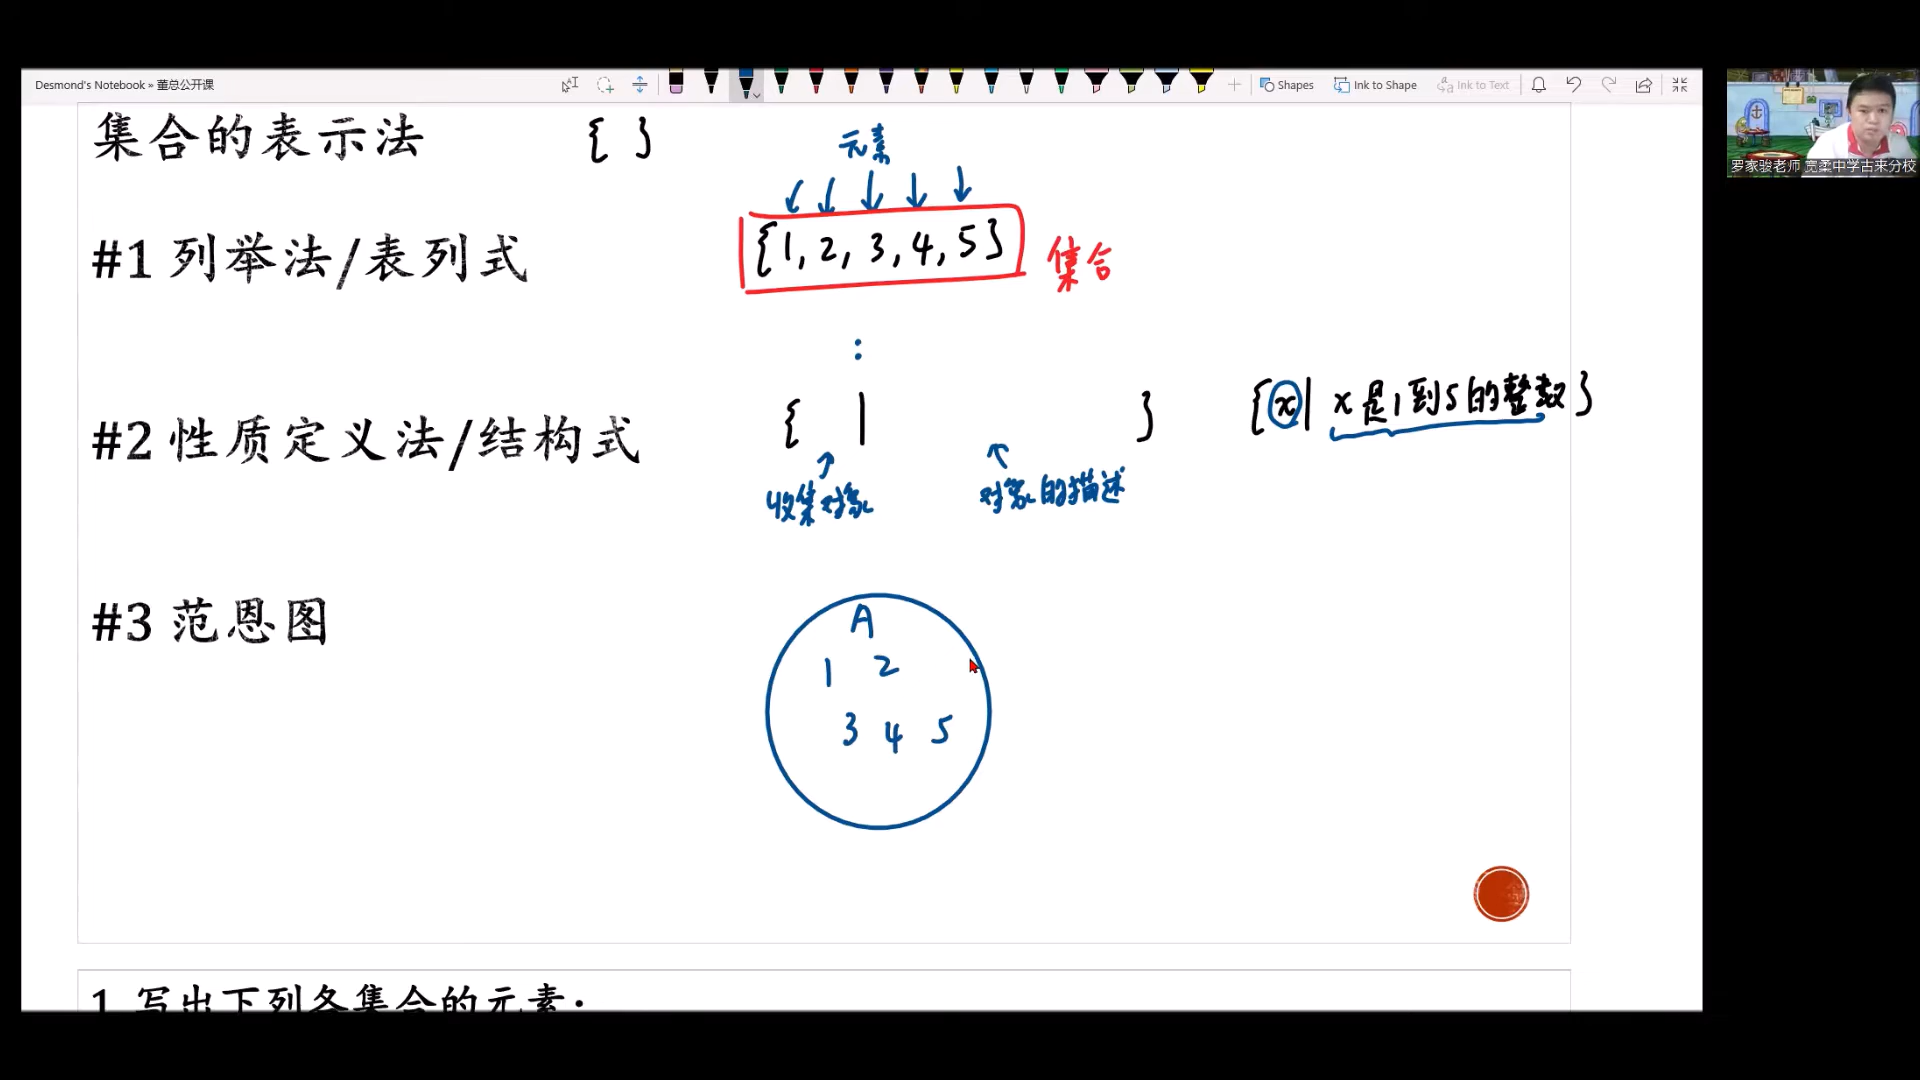 Desmond's Notebook » 董总公开课
Shapes
Ink to Shape
Ink to Text
罗家骏老师 宽柔中学古来分校
集合的表示法
{ }
元素
#1 列举法/表列式
{1, 2, 3, 4, 5}
集合
:
#2 性质定义法/结构式
{ | }
{x| x是1到5的整数}
收集对象
对象的描述
#3 范恩图
A
1 2
3 4 5
1. 写出下列各集合的元素：